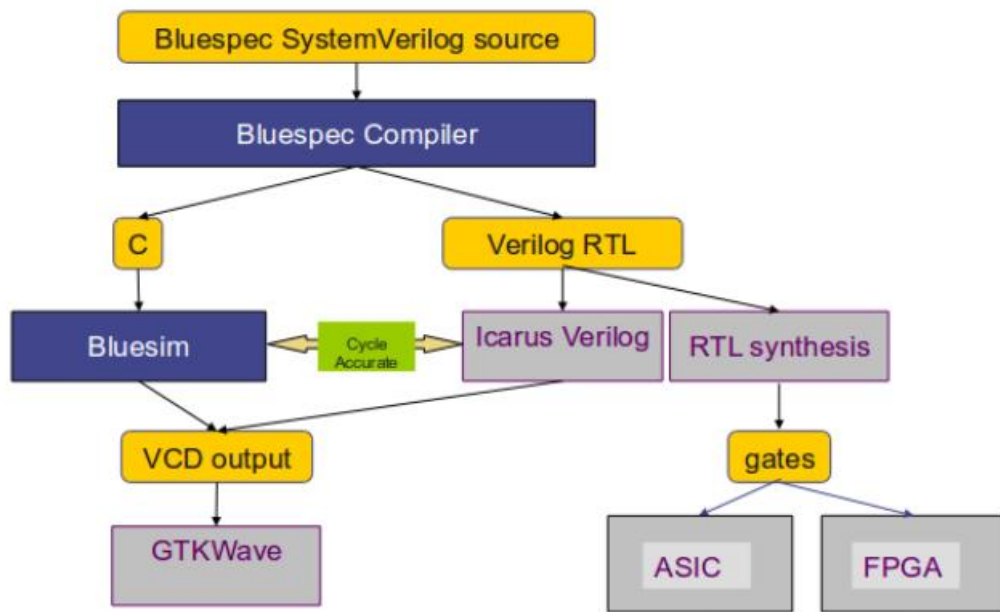 Bluespec SystemVerilog source
Bluespec Compiler
C
Verilog RTL
Bluesim
Cycle
Accurate
Icarus Verilog
RTL synthesis
VCD output
gates
GTKWave
ASIC
FPGA